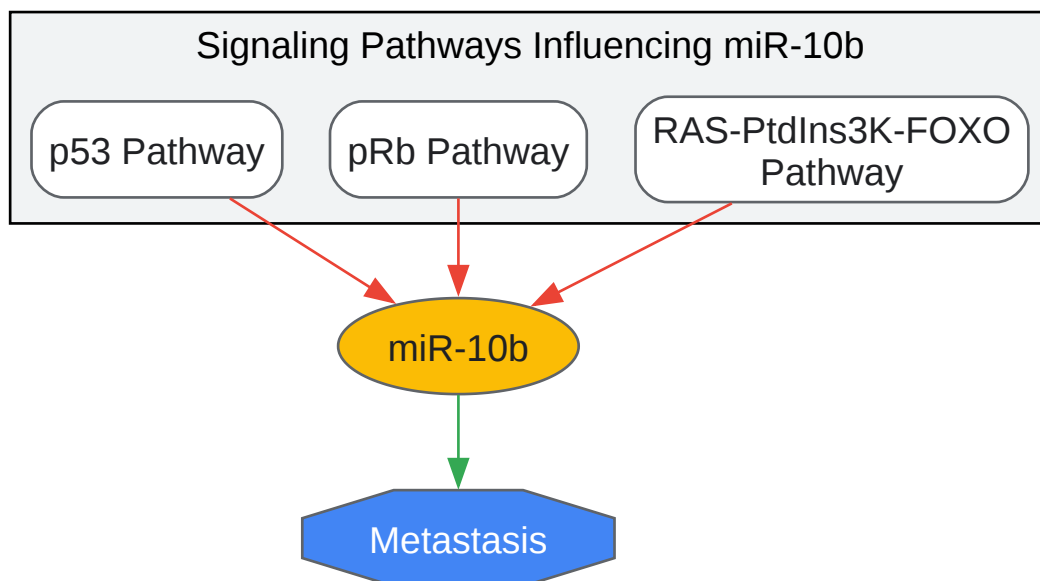 Signaling Pathways Influencing miR-10b
p53 Pathway
pRb Pathway
RAS-PtdIns3K-FOXO
Pathway
miR-10b
Metastasis